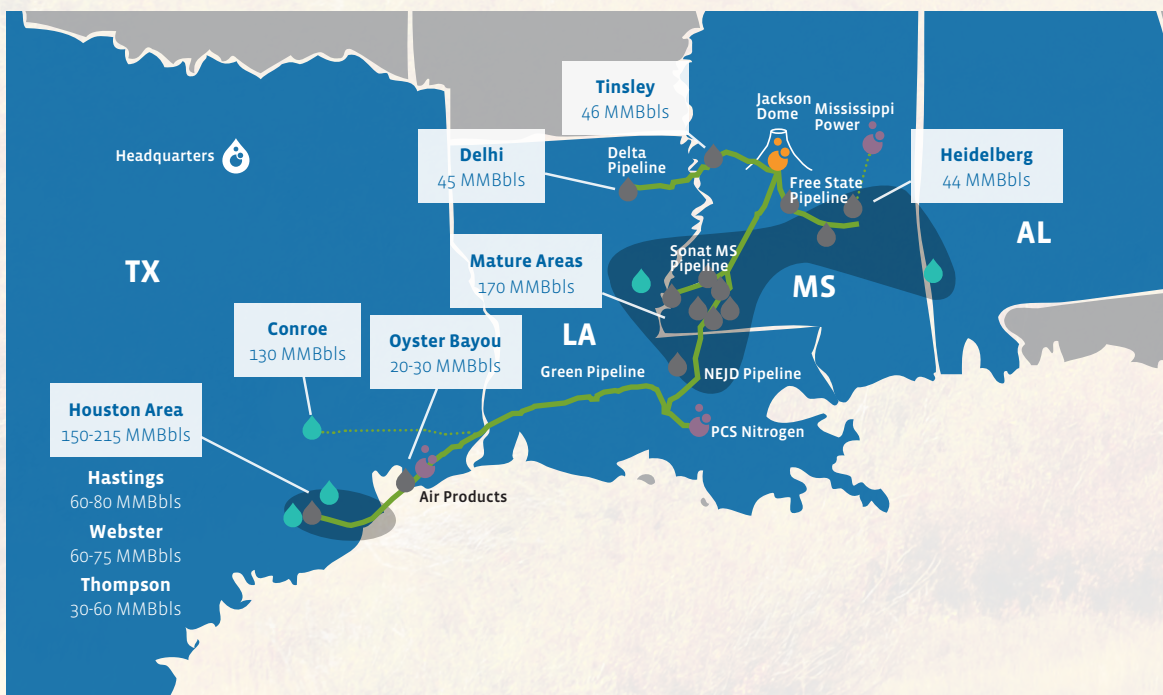 Tinsley
46 MMBbls
Jackson
Dome
Mississippi
Power
Headquarters
Delhi
45 MMBbls
Delta
Pipeline
Heidelberg
44 MMBbls
Free State
Pipeline
AL
TX
Mature Areas
170 MMBbls
Sonat MS
Pipeline
MS
Conroe
130 MMBbls
Oyster Bayou
20-30 MMBbls
LA
Green Pipeline
NEJD Pipeline
Houston Area
150-215 MMBbls
PCS Nitrogen
Hastings
60-80 MMBbls
Air Products
Webster
60-75 MMBbls
Thompson
30-60 MMBbls